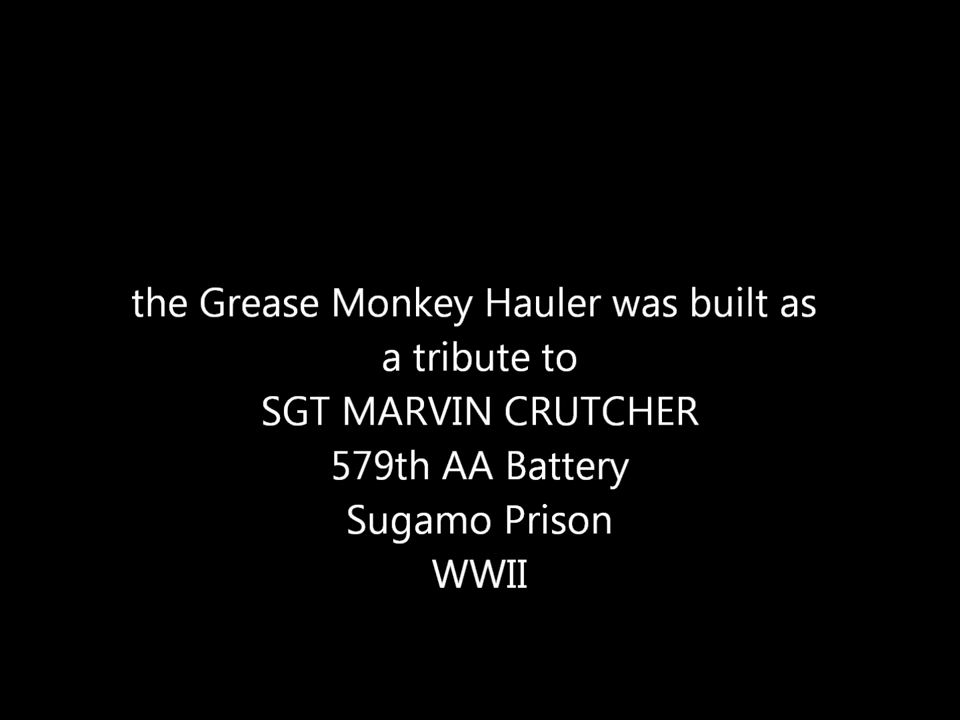 the Grease Monkey Hauler was built as
a tribute to
SGT MARVIN CRUTCHER
579th AA Battery
Sugamo Prison
WWII